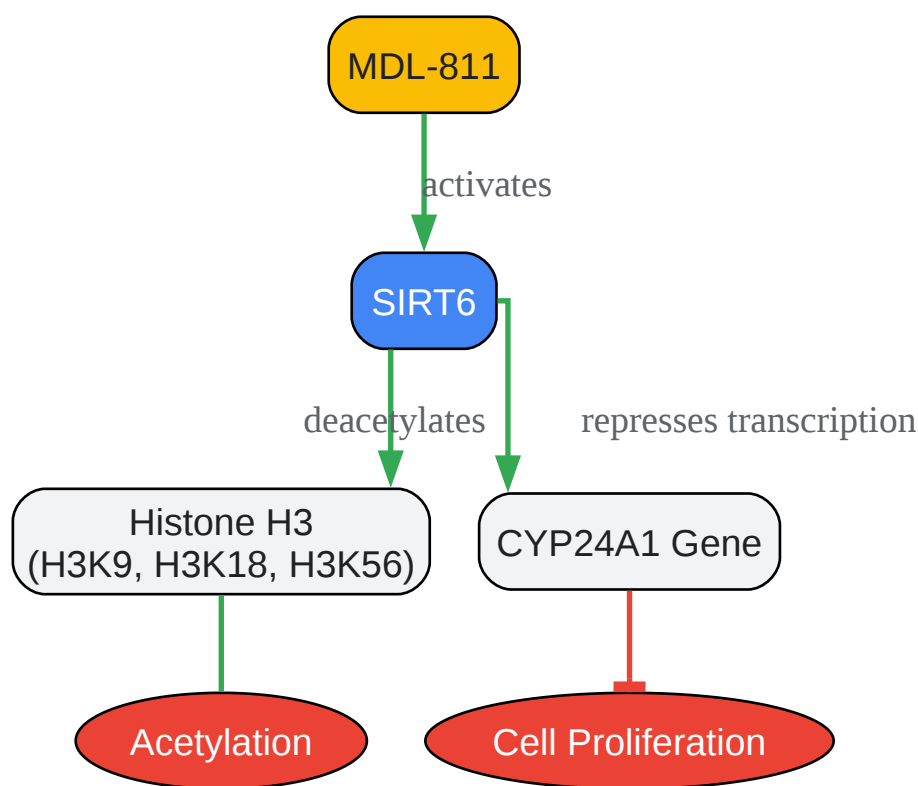 MDL-811
activates
SIRT6
deacetylates
represses transcription
Histone H3
(H3K9, H3K18, H3K56)
CYP24A1 Gene
Acetylation
Cell Proliferation